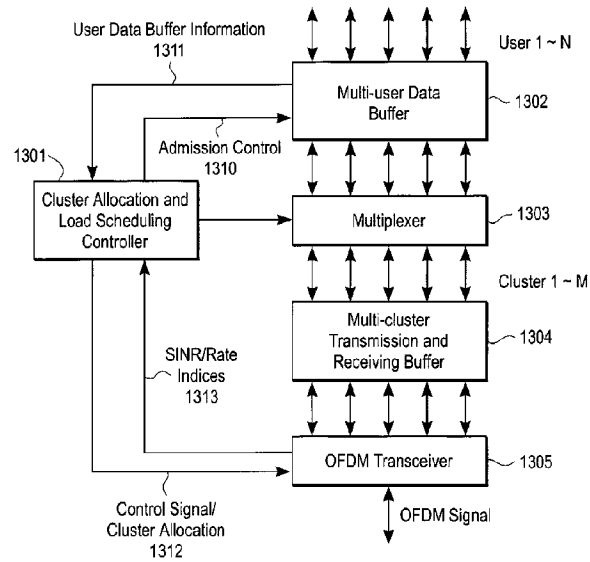 User Data Buffer Information
1311
User 1 ~ N
Multi-user Data
Buffer
1302
1301
Admission Control
1310
Cluster Allocation and
Load Scheduling
Controller
Multiplexer
1303
Cluster 1 ~ M
Multi-cluster
Transmission and
Receiving Buffer
1304
SINR/Rate
Indices
1313
OFDM Transceiver
1305
Control Signal/
Cluster Allocation
1312
OFDM Signal